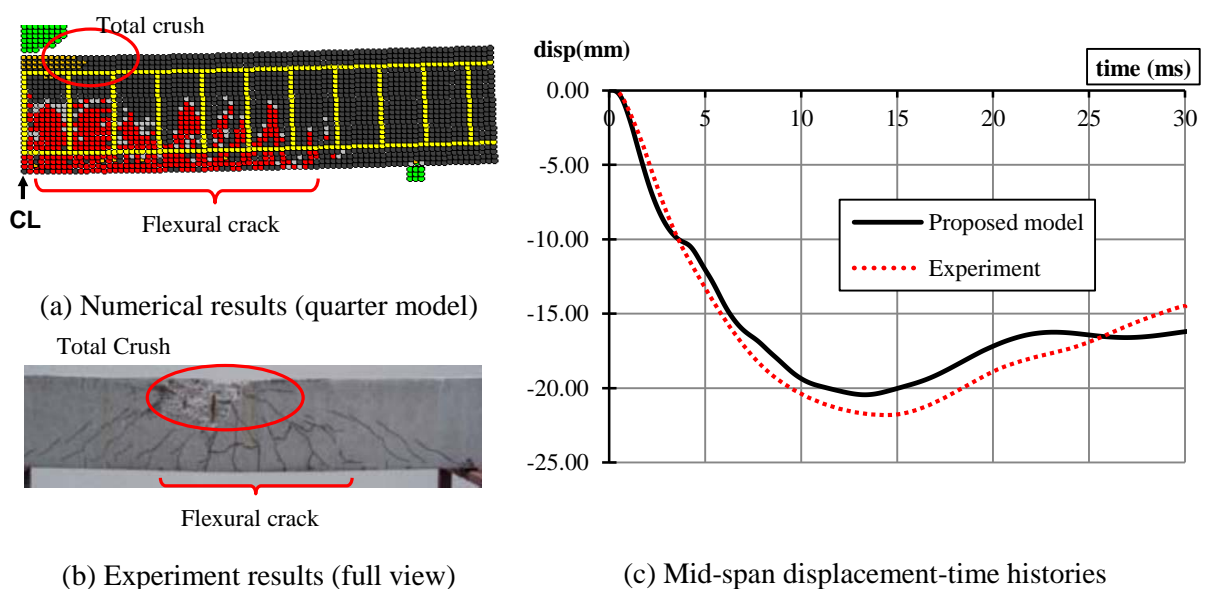 Total crush
CL
Flexural crack
(a) Numerical results (quarter model)
Total Crush
Flexural crack
(b) Experiment results (full view)
disp(mm)
time (ms)
0.00
-5.00
-10.00
-15.00
-20.00
-25.00
0 5 10 15 20 25 30
Proposed model
Experiment
(c) Mid-span displacement-time histories